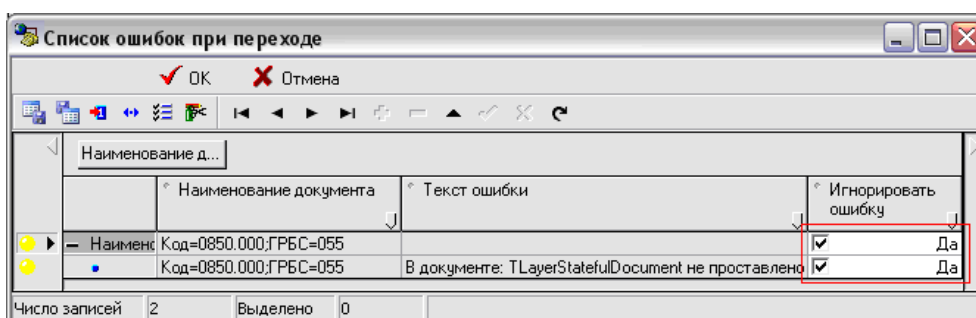 Список ошибок при переходе
OK Отмена
Наименование д...
Наименование документа Текст ошибки Игнорировать
ошибку
Наимено Код=0850.000;ГРБС=055 Да
Код=0850.000;ГРБС=055 В документе: TLayerStatefulDocument не проставлено Да
Число записей 2 Выделено 0